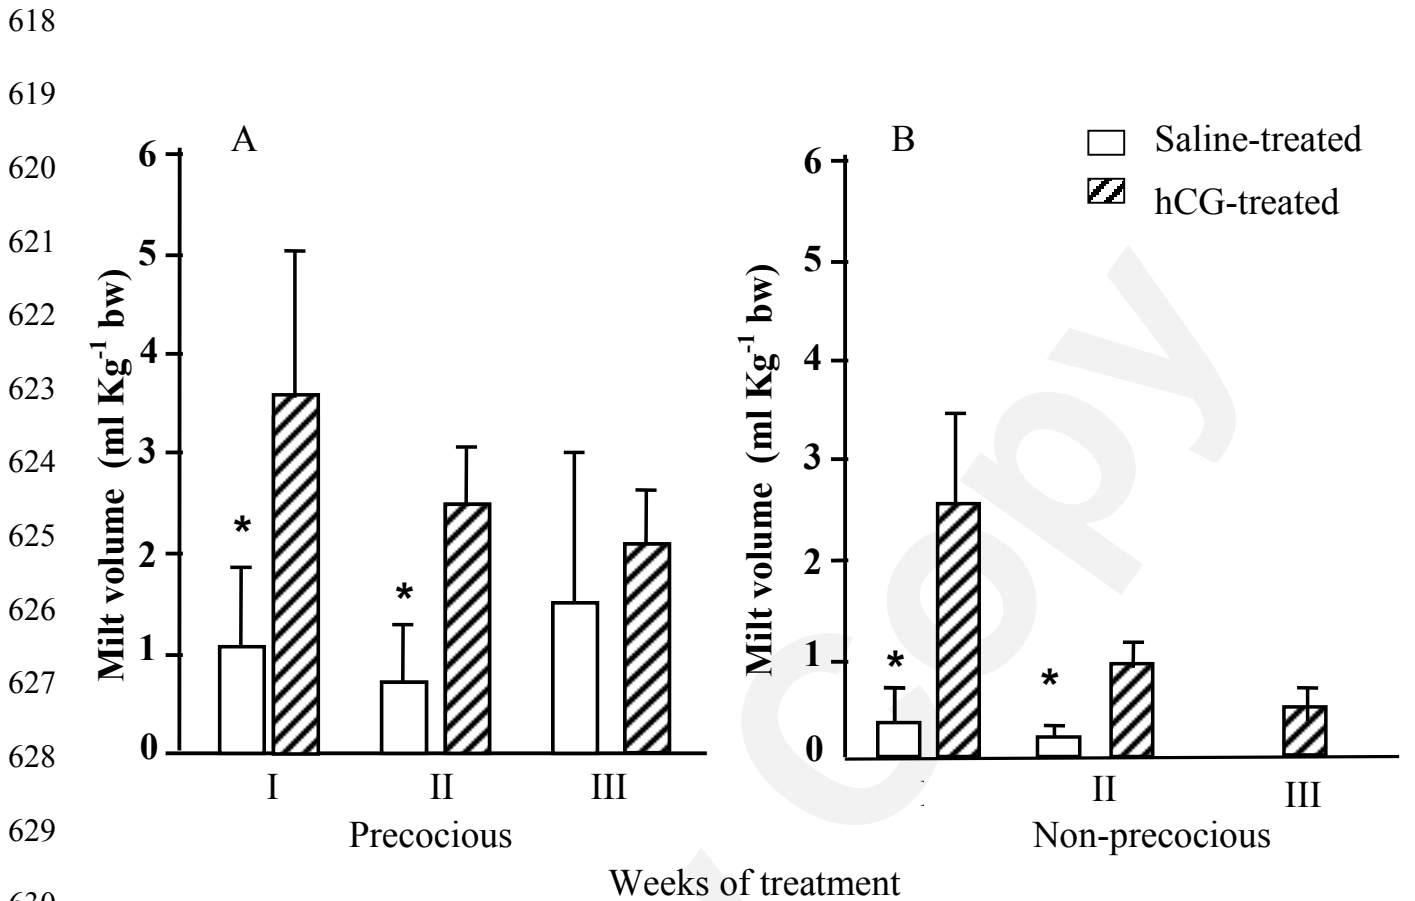 618
619
620
621
622
623
624
625
626
627
628
629
A
6
5
4
3
2
1
0
Milt volume (ml Kg⁻¹ bw)
*
*
I
II
III
Precocious
B
Saline-treated
hCG-treated
6
5
4
3
2
1
0
Milt volume (ml Kg⁻¹ bw)
*
*
II
III
Non-precocious
Weeks of treatment
Copy